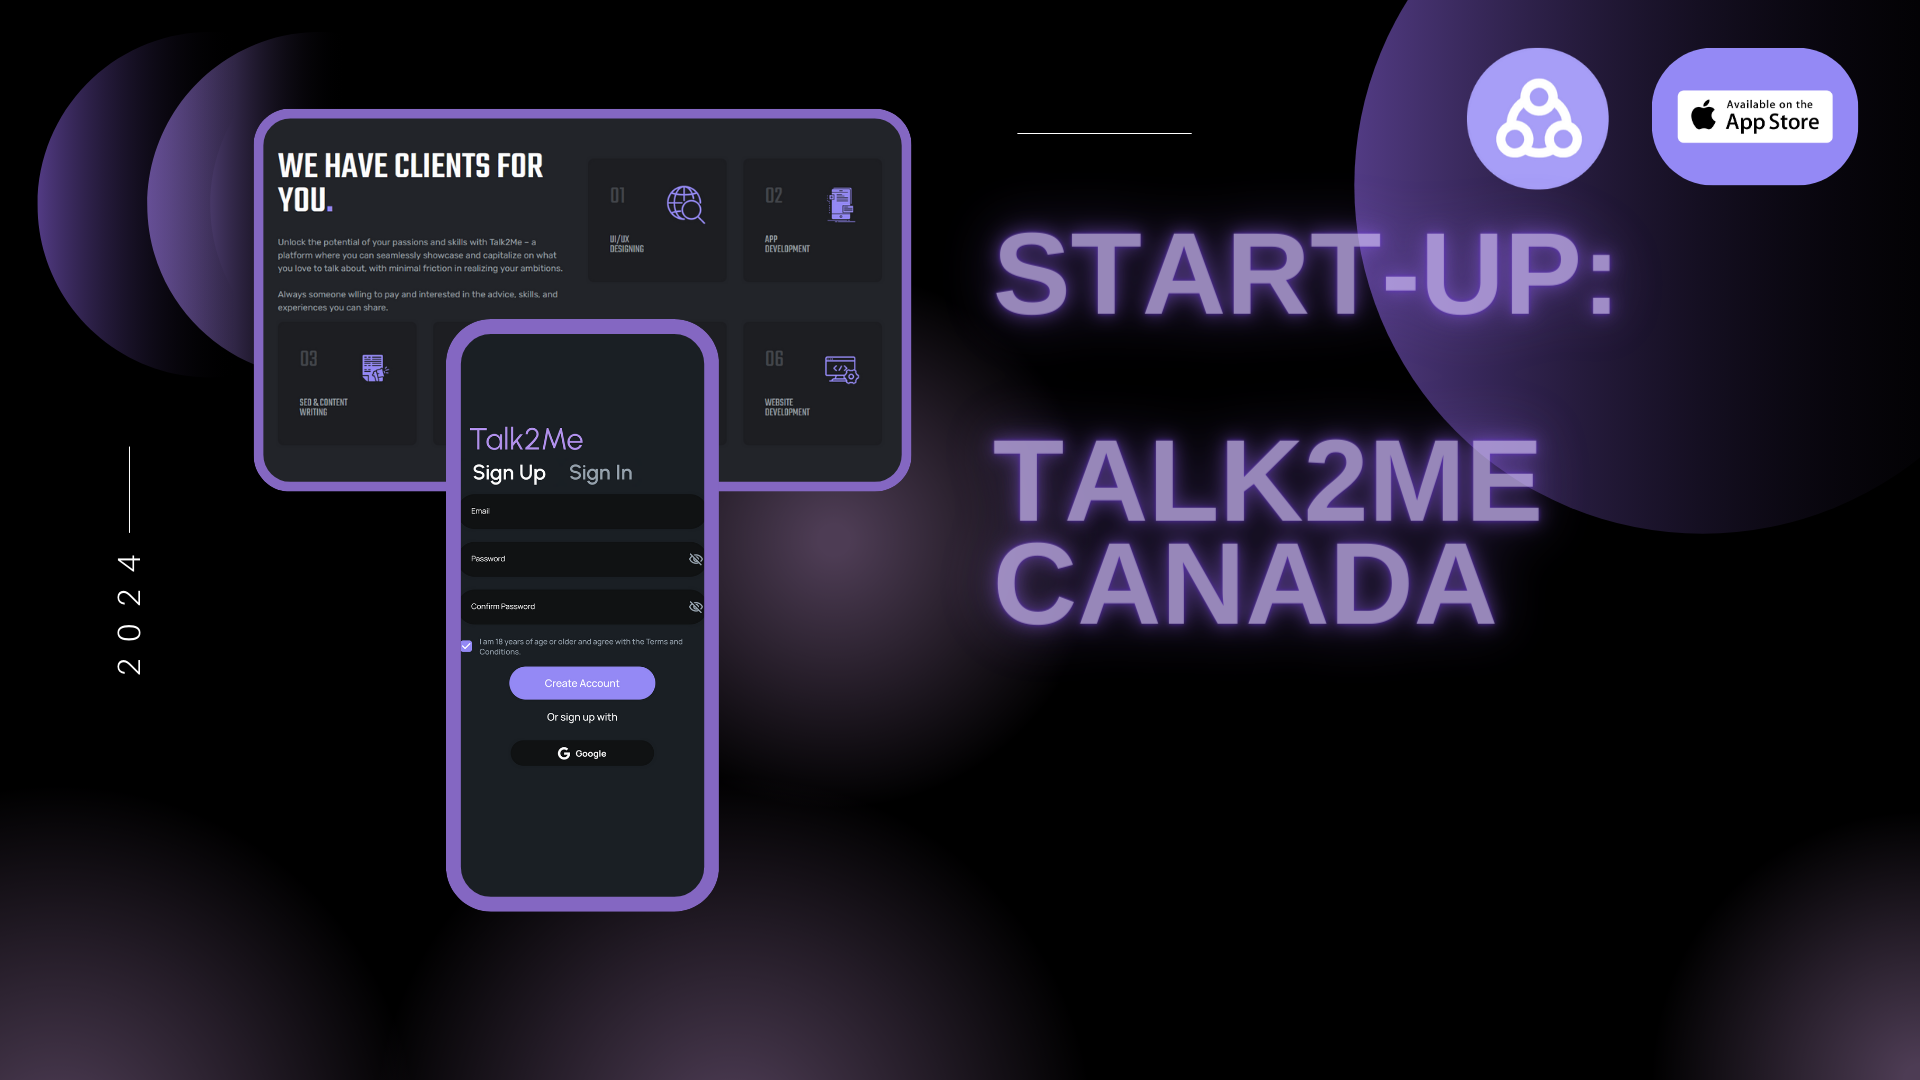 WE HAVE CLIENTS FOR
YOU.
Unlock the potential of your passions and skills with Talk2Me – a
platform where you can seamlessly showcase and capitalize on what
you love to talk about, with minimal friction in realizing your ambitions.
Always someone wlling to pay and interested in the advice, skills, and
experiences you can share.
01
UI/UX
DESIGNING
02
APP
DEVELOPMENT
03
SEO & CONTENT
WRITING
06
WEBSITE
DEVELOPMENT
Talk2Me
Sign Up Sign In
Email
Password
Confirm Password
I am 18 years of age or older and agree with the Terms and
Conditions.
Create Account
Or sign up with
Google
2024
Available on the
App Store
START-UP:
TALK2ME
CANADA